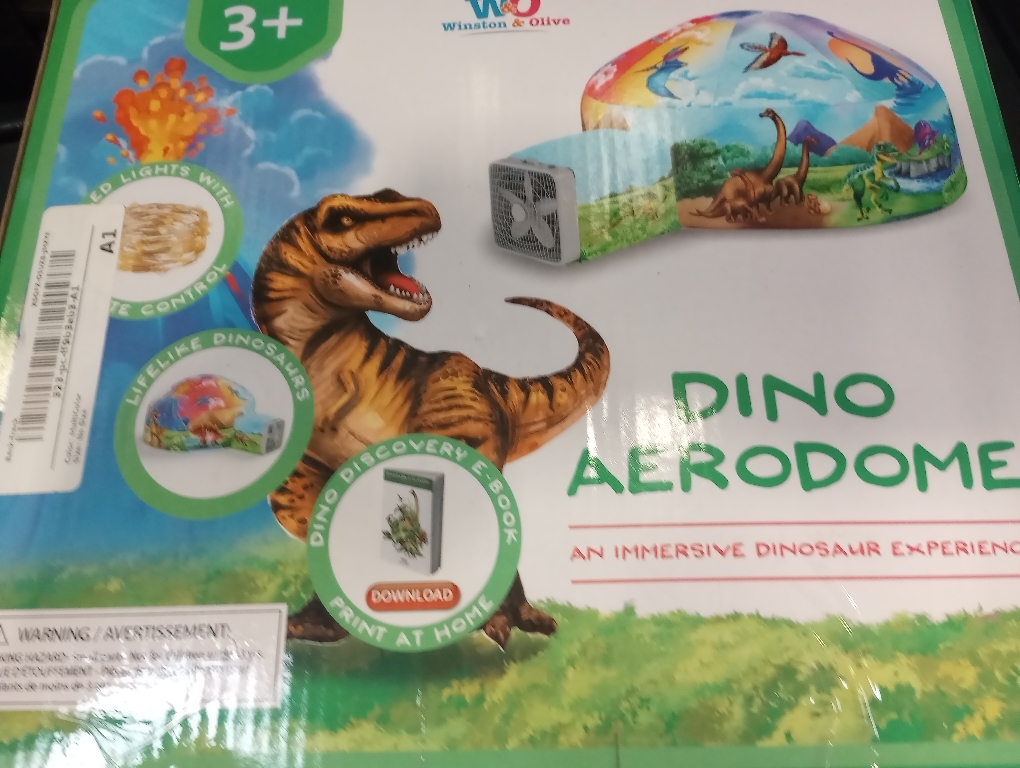 3+
W&O
Winston & Olive
ED LIGHTS WITH
TE CONTROL
A1
LIFELIKE DINOSAURS
DINO DISCOVERY E-BOOK
DOWNLOAD
PRINT AT HOME
DINO
AERODOME
AN IMMERSIVE DINOSAUR EXPERIENC
WARNING / AVERTISSEMENT: